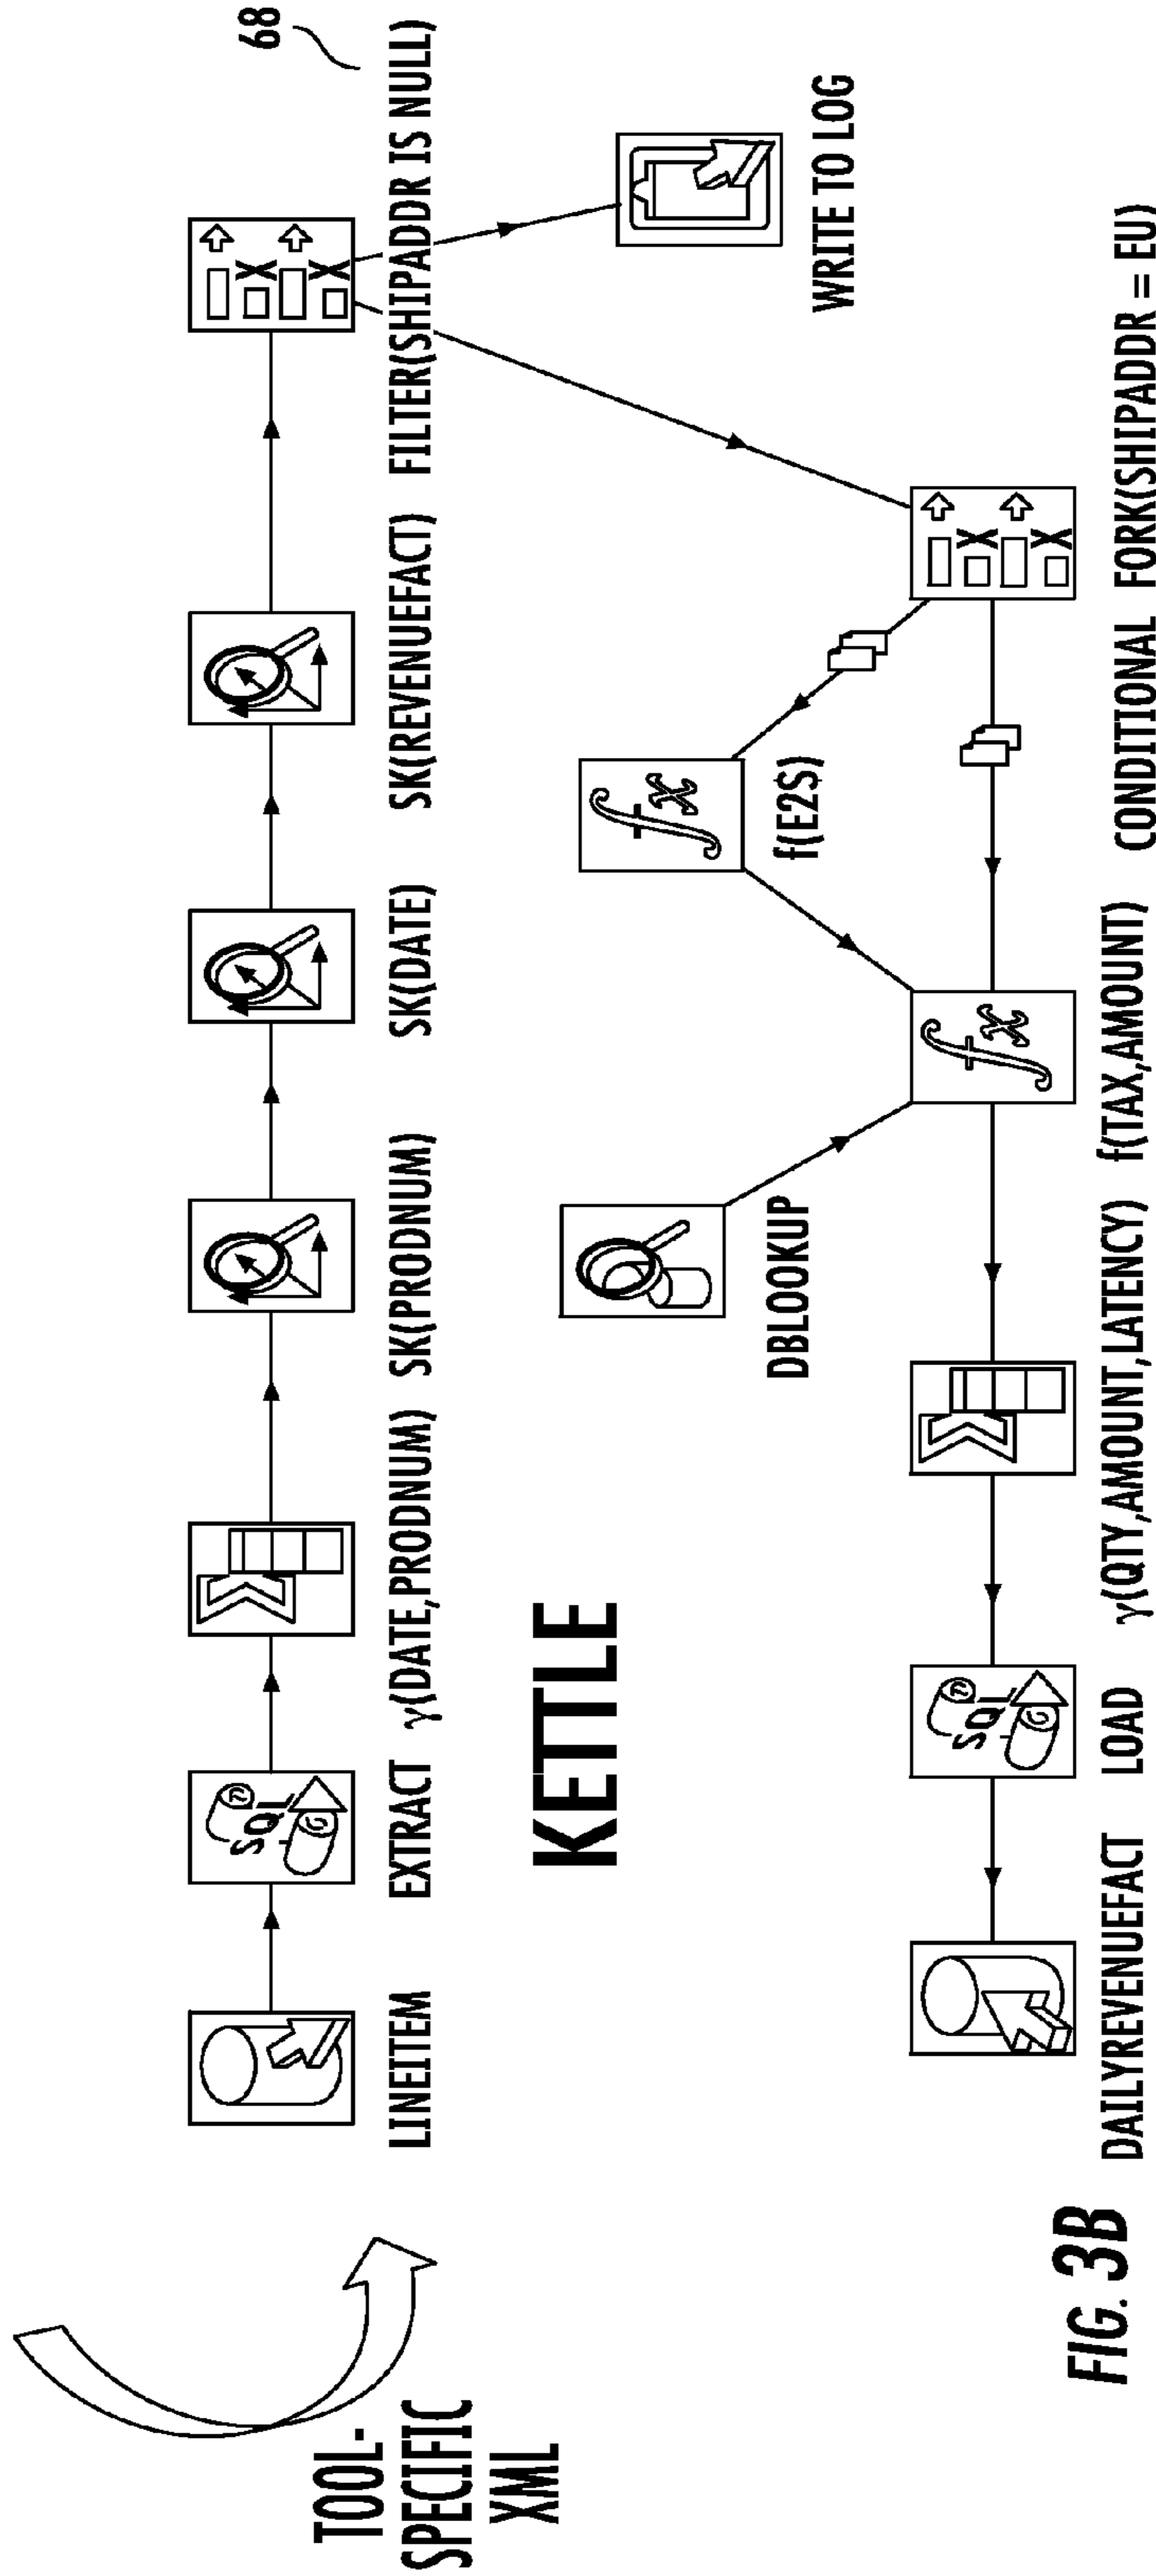 68
LINEITEM
EXTRACT
γ(DATE,PRODNUM)
SK(PRODNUM)
SK(DATE)
SK(REVENUEFACT)
FILTER(SHIPADDR IS NULL)
TOOL-
SPECIFIC
XML
KETTLE
DBLOOKUP
f(E2S)
WRITE TO LOG
DAILYREVENUEFACT
LOAD
γ(QTY,AMOUNT,LATENCY)
f(TAX,AMOUNT)
CONDITIONAL FORK(SHIPADDR = EU)
FIG. 3B